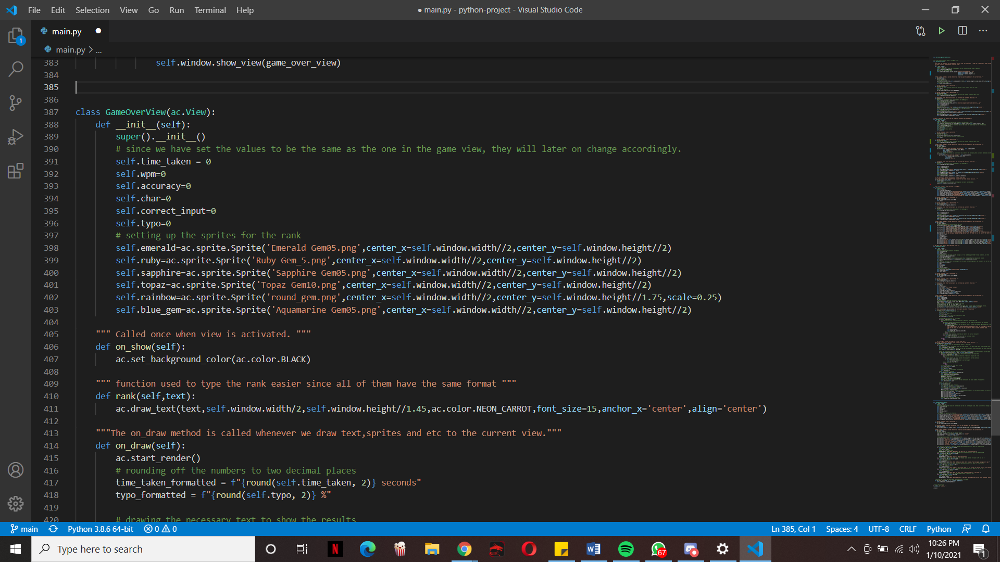 File Edit Selection View Go Run Terminal Help
● main.py - python-project - Visual Studio Code
main.py ●
main.py > ...
383 self.window.show_view(game_over_view)
384
385
386
387 class GameOverView(ac.View):
388 def __init__(self):
389 super().__init__()
390 # since we have set the values to be the same as the one in the game view, they will later on change accordingly.
391 self.time_taken = 0
392 self.wpm=0
393 self.accuracy=0
394 self.char=0
395 self.correct_input=0
396 self.typo=0
397 # setting up the sprites for the rank
398 self.emerald=ac.sprite.Sprite('Emerald Gem05.png',center_x=self.window.width//2,center_y=self.window.height//2)
399 self.ruby=ac.sprite.Sprite('Ruby Gem_5.png',center_x=self.window.width//2,center_y=self.window.height//2)
400 self.sapphire=ac.sprite.Sprite('Sapphire Gem05.png',center_x=self.window.width//2,center_y=self.window.height//2)
401 self.topaz=ac.sprite.Sprite('Topaz Gem10.png',center_x=self.window.width//2,center_y=self.window.height//2)
402 self.rainbow=ac.sprite.Sprite('round_gem.png',center_x=self.window.width//2,center_y=self.window.height//1.75,scale=0.25)
403 self.blue_gem=ac.sprite.Sprite('Aquamarine Gem05.png',center_x=self.window.width//2,center_y=self.window.height//2)
404
405 """ Called once when view is activated. """
406 def on_show(self):
407 ac.set_background_color(ac.color.BLACK)
408
409 """ function used to type the rank easier since all of them have the same format """
410 def rank(self,text):
411 ac.draw_text(text,self.window.width/2,self.window.height//1.45,ac.color.NEON_CARROT,font_size=15,anchor_x='center',align='center')
412
413 """The on_draw method is called whenever we draw text,sprites and etc to the current view."""
414 def on_draw(self):
415 ac.start_render()
416 # rounding off the numbers to two decimal places
417 time_taken_formatted = f"{round(self.time_taken, 2)} seconds"
418 typo_formatted = f"{round(self.typo, 2)} %"
419
420 # drawing the necessary text to show the results
main Python 3.8.6 64-bit 0 0 Ln 385, Col 1 Spaces: 4 UTF-8 CRLF Python
Type here to search
67
10:26 PM
1/10/2021
1